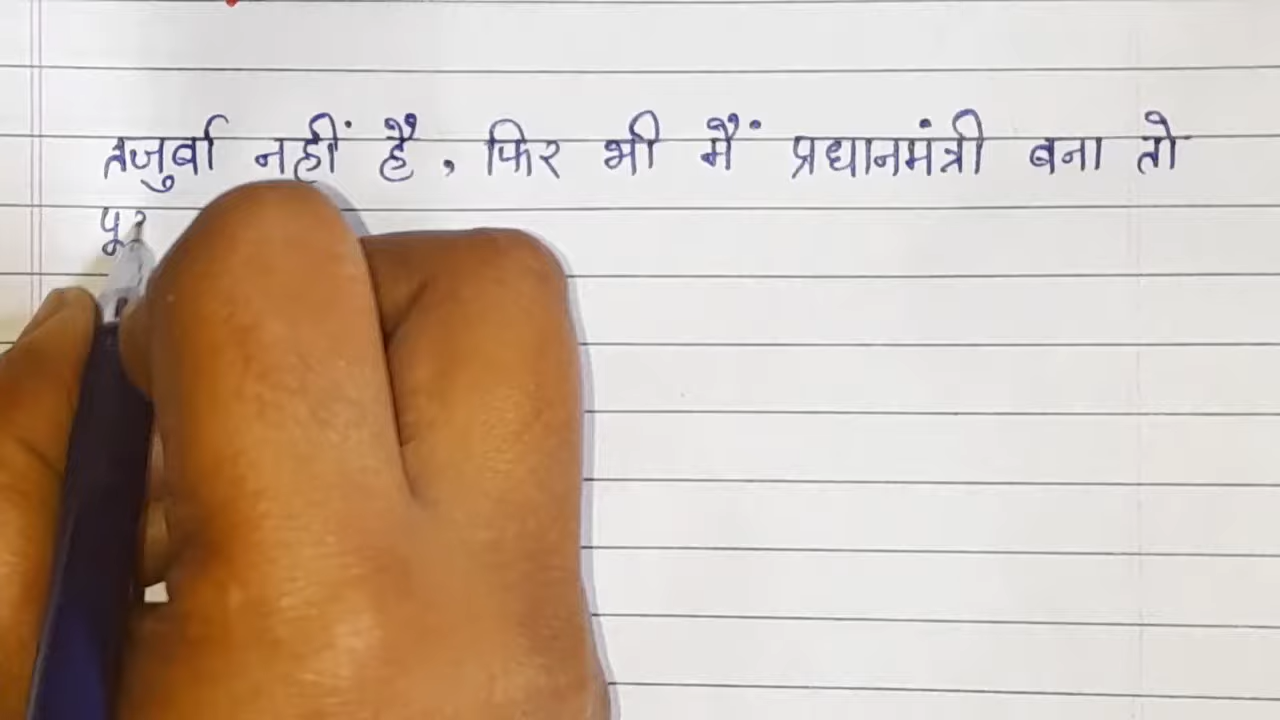 तजुर्बा नहीं है, फिर भी मैं प्रधानमंत्री बना तो